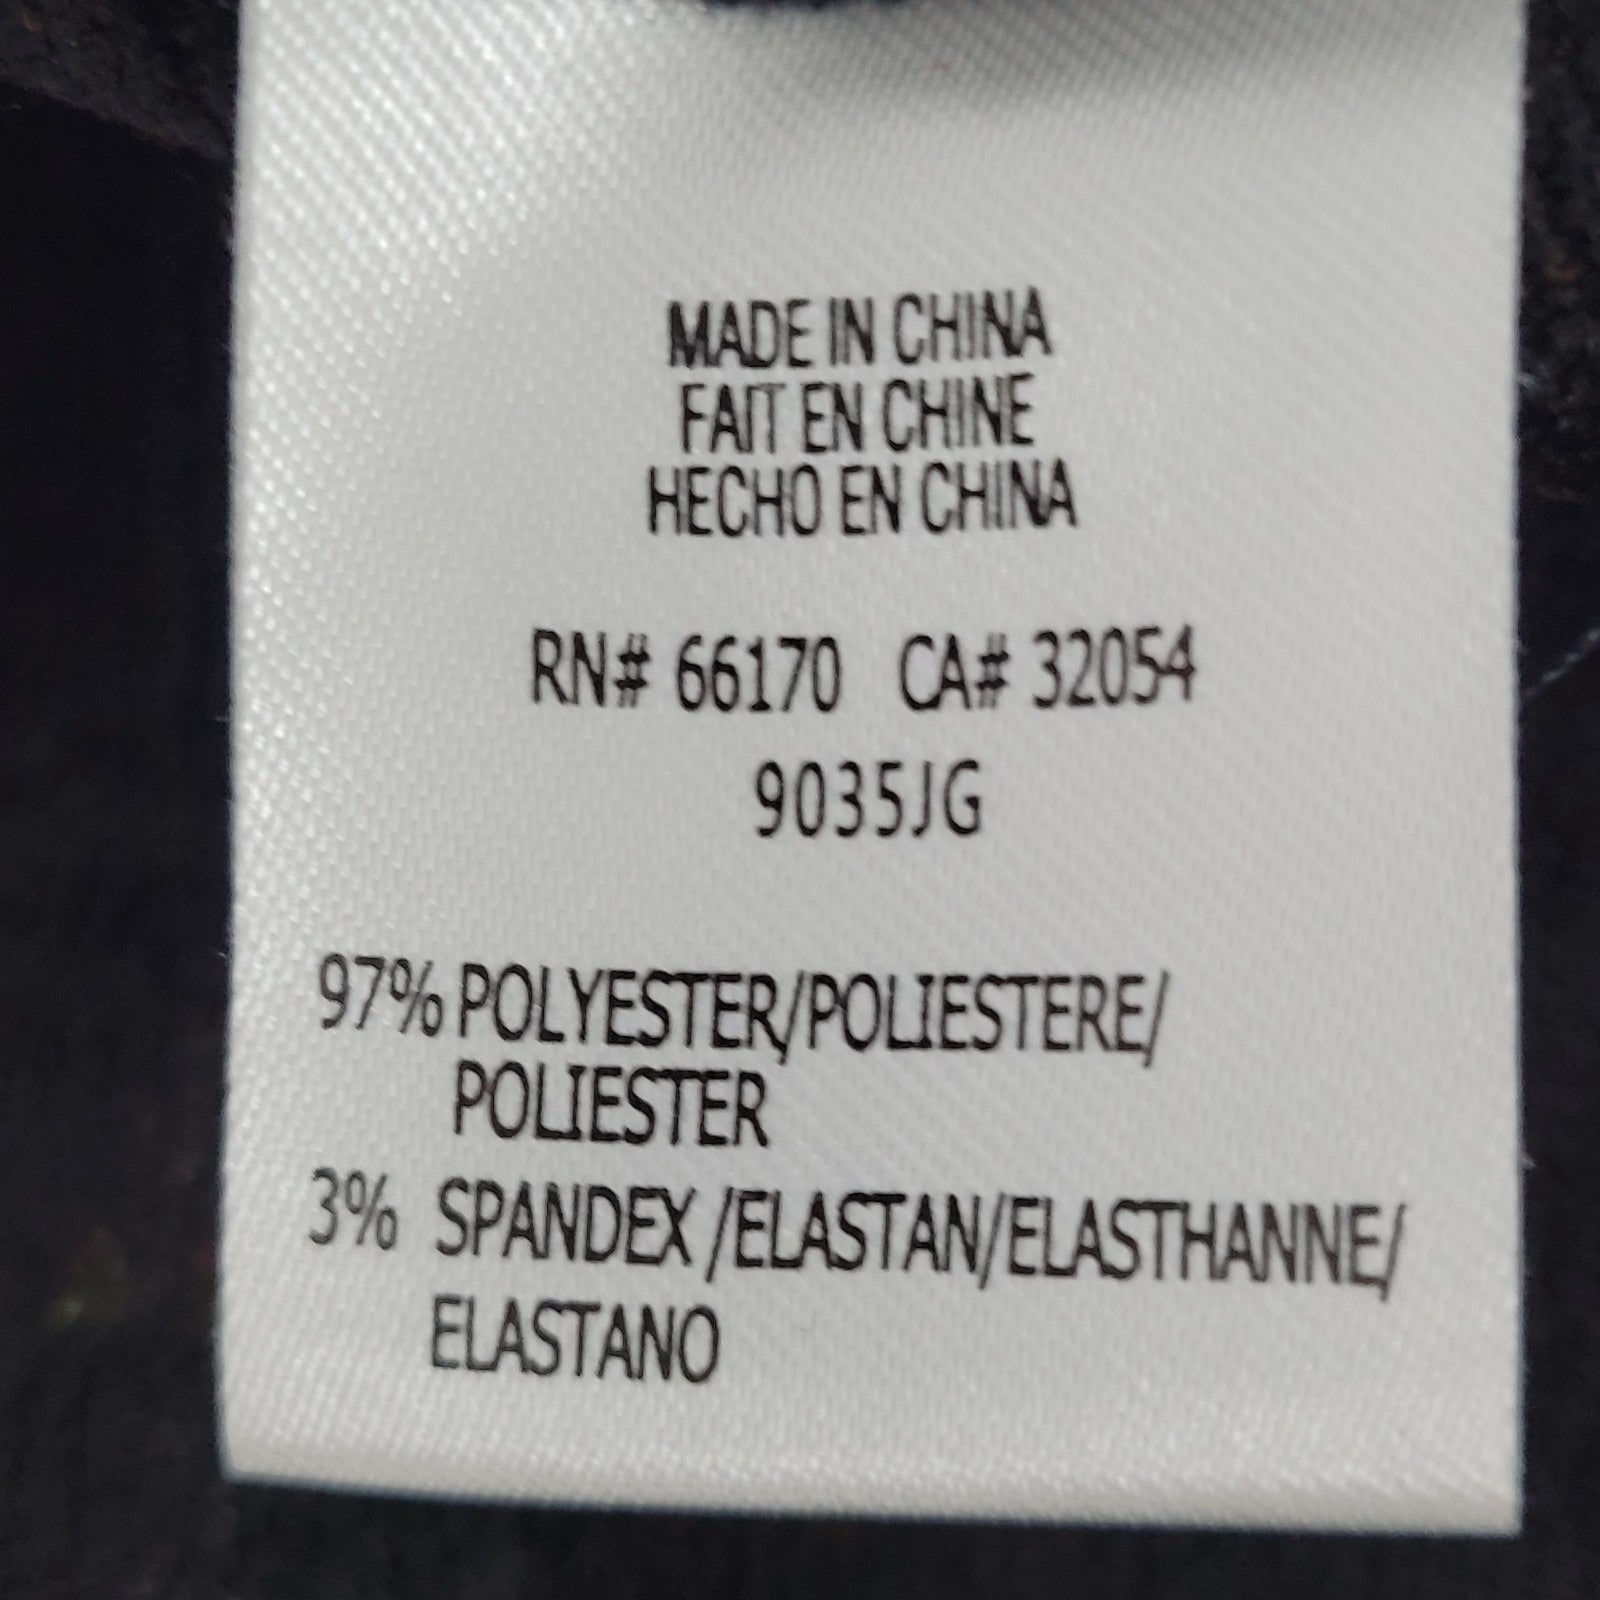 MADE IN CHINA
FAIT EN CHINE
HECHO EN CHINA
RN# 66170 CA# 32054
9035JG
97% POLYESTER/POLIESTERE/
POLIESTER
3% SPANDEX /ELASTAN/ELASTHANNE/
ELASTANO